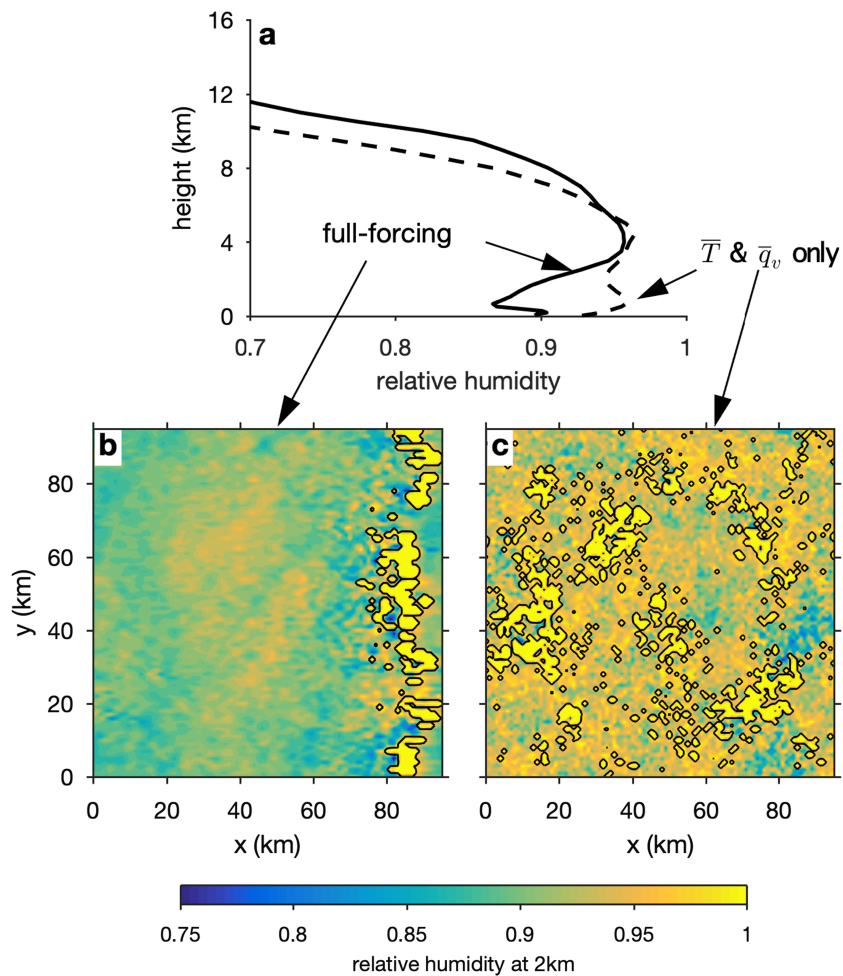 a
16
12
8
4
0
height (km)
full-forcing
T̅ & q̅ᵥ only
0.7 0.8 0.9 1
relative humidity
b
c
80
60
40
20
0
y (km)
0 20 40 60 80
0 20 40 60 80
x (km)
x (km)
0.75 0.8 0.85 0.9 0.95 1
relative humidity at 2km